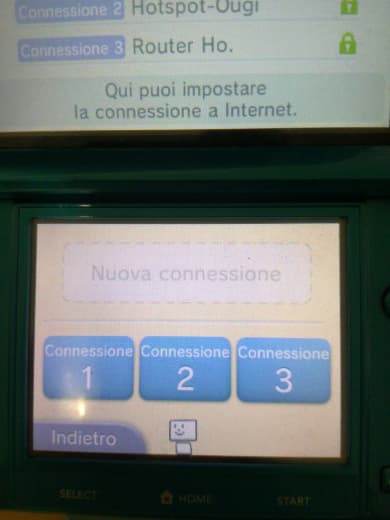 Connessione 2 Hotspot-Ougi
Connessione 3 Router Ho.
Qui puoi impostare
la connessione a Internet.
Nuova connessione
Connessione Connessione Connessione
1 2 3
Indietro
SELECT HOME START